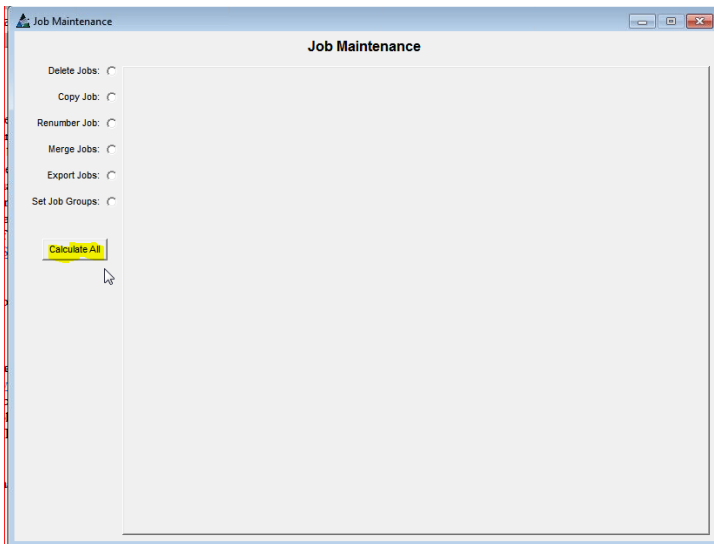 Job Maintenance
Job Maintenance
Delete Jobs:
Copy Job:
Renumber Job:
Merge Jobs:
Export Jobs:
Set Job Groups:
Calculate All